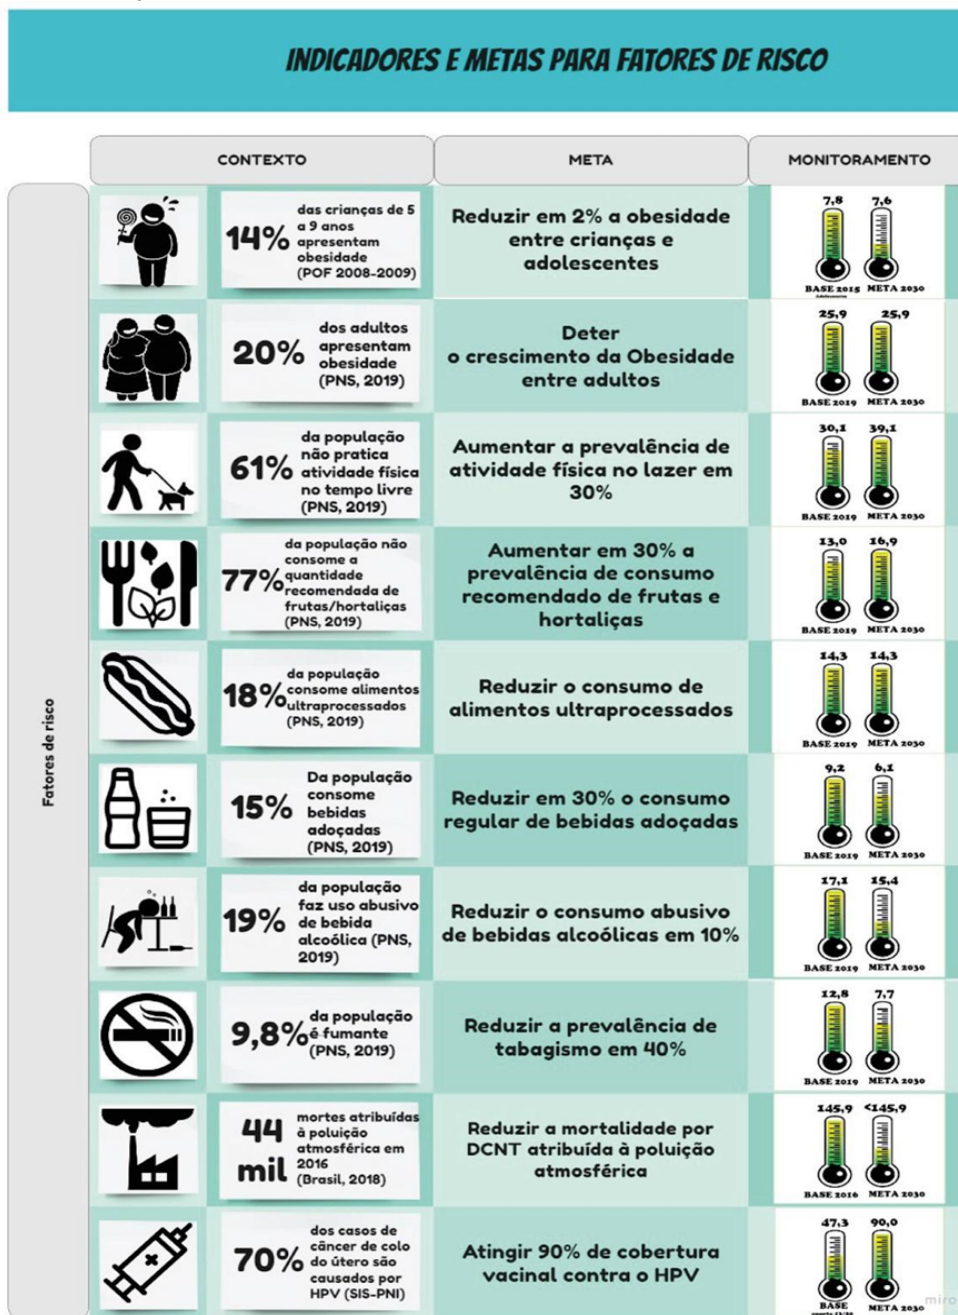 INDICADORES E METAS PARA FATORES DE RISCO
CONTEXTO
META
MONITORAMENTO
Fatores de risco
14%
das crianças de 5
a 9 anos
apresentam
obesidade
(POF 2008-2009)
Reduzir em 2% a obesidade
entre crianças e
adolescentes
7,8 7,6
BASE 2015 META 2030
20%
dos adultos
apresentam
obesidade
(PNS, 2019)
Deter
o crescimento da Obesidade
entre adultos
25,9 25,9
BASE 2019 META 2030
61%
da população
não pratica
atividade física
no tempo livre
(PNS, 2019)
Aumentar a prevalência de
atividade física no lazer em
30%
30,1 39,1
BASE 2019 META 2030
77%
da população não
consome a
quantidade
recomendada de
frutas/hortaliças
(PNS, 2019)
Aumentar em 30% a
prevalência de consumo
recomendado de frutas e
hortaliças
13,0 16,9
BASE 2019 META 2030
18%
da população
consome alimentos
ultraprocessados
(PNS, 2019)
Reduzir o consumo de
alimentos ultraprocessados
14,3 14,3
BASE 2019 META 2030
15%
Da população
consome
bebidas
adoçadas
(PNS, 2019)
Reduzir em 30% o consumo
regular de bebidas adoçadas
9,2 6,1
BASE 2019 META 2030
19%
da população
faz uso abusivo
de bebida
alcoólica (PNS,
2019)
Reduzir o consumo abusivo
de bebidas alcoólicas em 10%
17,1 15,4
BASE 2019 META 2030
9,8%
da população
é fumante
(PNS, 2019)
Reduzir a prevalência de
tabagismo em 40%
12,8 7,7
BASE 2019 META 2030
44
mil
mortes atribuídas
à poluição
atmosférica em
2016
(Brasil, 2018)
Reduzir a mortalidade por
DCNT atribuída à poluição
atmosférica
145,9 <145,9
BASE 2016 META 2030
70%
dos casos de
câncer de colo
do útero são
causados por
HPV (SIS-PNI)
Atingir 90% de cobertura
vacinal contra o HPV
47,3 90,0
BASE META 2030
miro